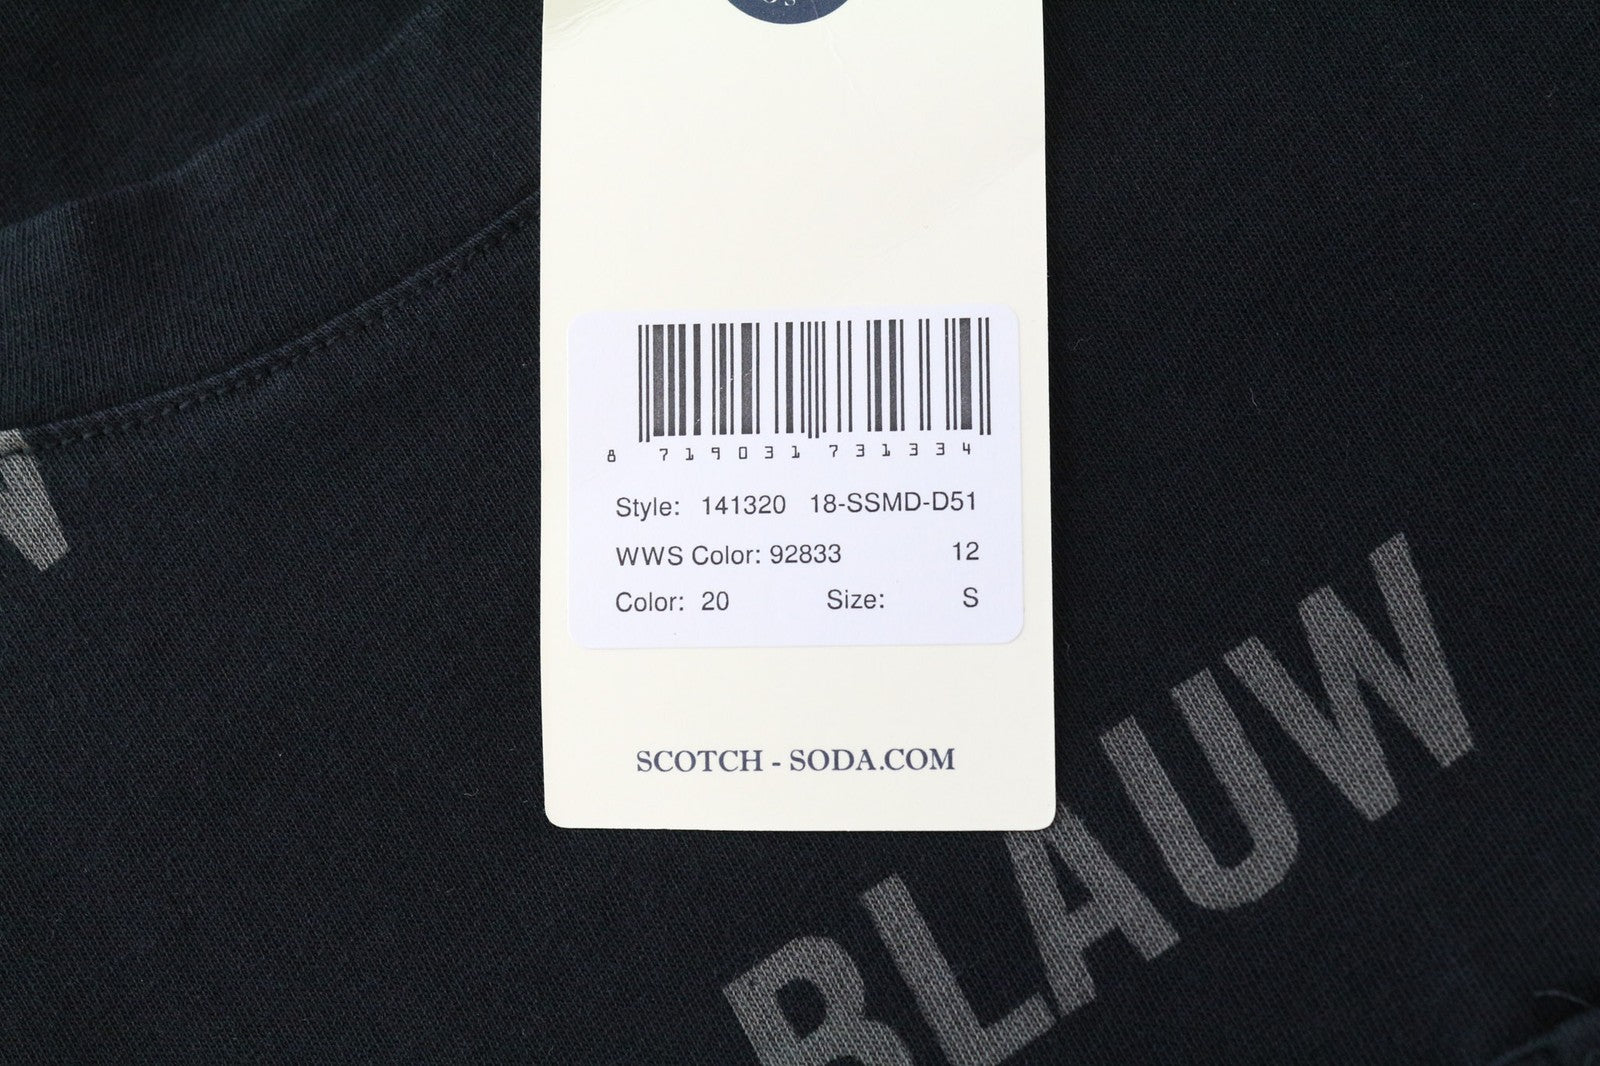 8 719031 731334
Style: 141320 18-SSMD-D51
WWS Color: 92833 12
Color: 20 Size: S
SCOTCH - SODA.COM
BLAUW